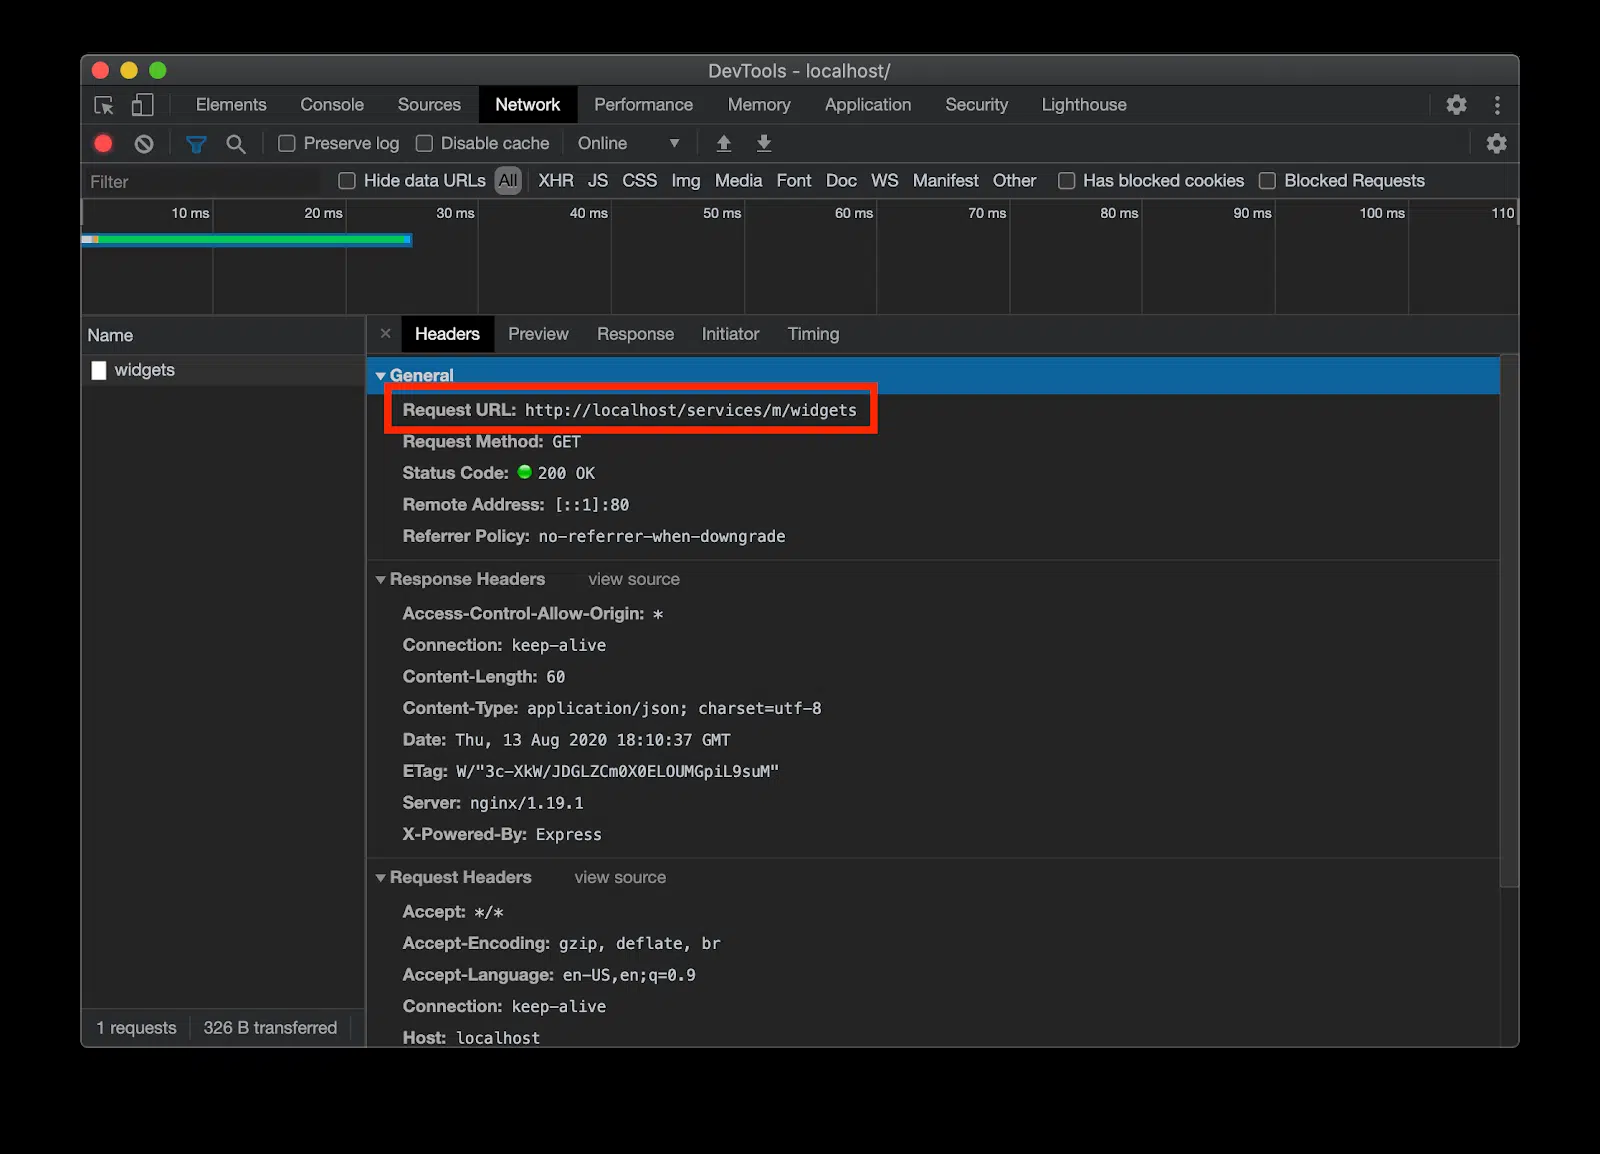 DevTools - localhost/
Elements Console Sources Network Performance Memory Application Security Lighthouse
Preserve log Disable cache Online
Filter Hide data URLs All XHR JS CSS Img Media Font Doc WS Manifest Other Has blocked cookies Blocked Requests
10 ms 20 ms 30 ms 40 ms 50 ms 60 ms 70 ms 80 ms 90 ms 100 ms 110
Name
widgets
1 requests 326 B transferred
Headers Preview Response Initiator Timing
General
Request URL: http://localhost/services/m/widgets
Request Method: GET
Status Code: 200 OK
Remote Address: [::1]:80
Referrer Policy: no-referrer-when-downgrade
Response Headers view source
Access-Control-Allow-Origin: *
Connection: keep-alive
Content-Length: 60
Content-Type: application/json; charset=utf-8
Date: Thu, 13 Aug 2020 18:10:37 GMT
ETag: W/"3c-XkW/JDGLZCm0X0ELOUMGpiL9suM"
Server: nginx/1.19.1
X-Powered-By: Express
Request Headers view source
Accept: */*
Accept-Encoding: gzip, deflate, br
Accept-Language: en-US,en;q=0.9
Connection: keep-alive
Host: localhost